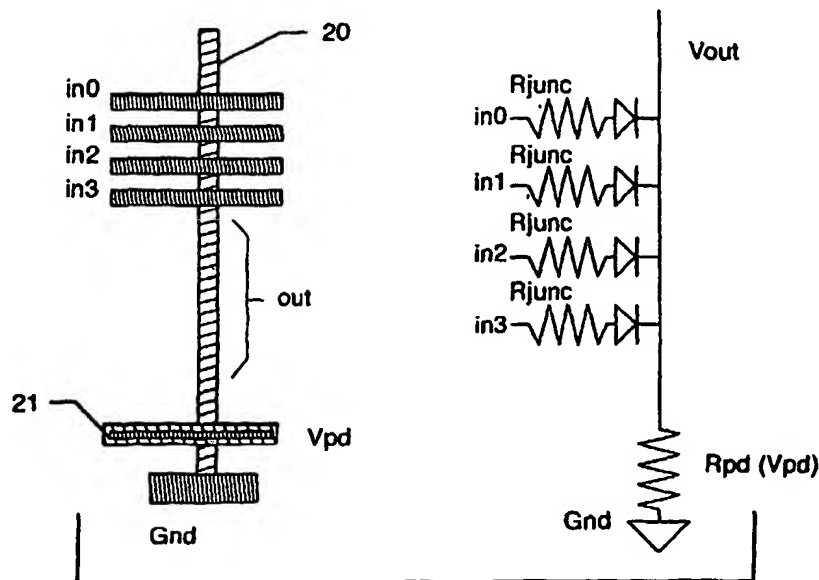 20
in0
in1
in2
in3
out
21
Vpd
Gnd
Vout
Rjunc
in0
Rjunc
in1
Rjunc
in2
Rjunc
in3
Rpd (Vpd)
Gnd